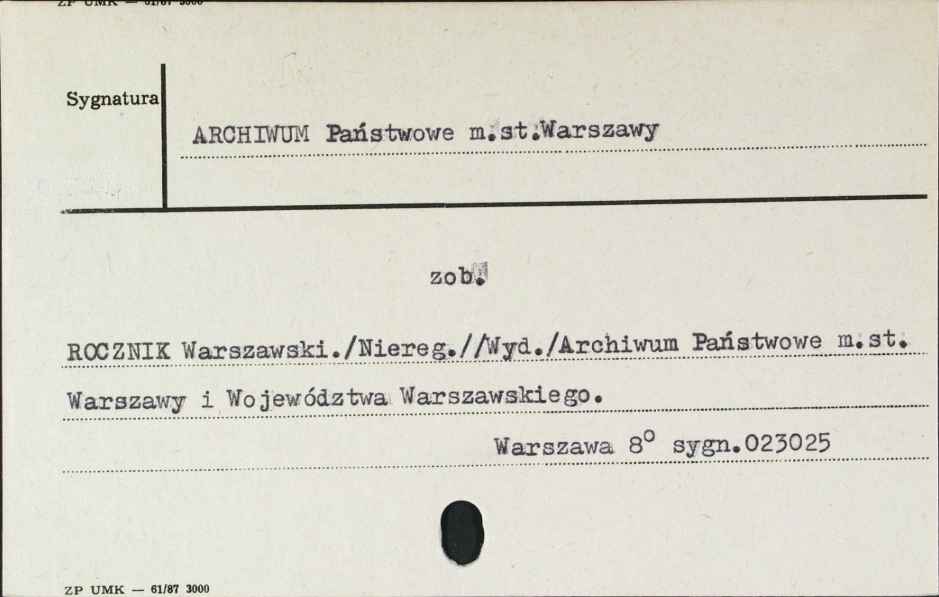 ZP UMK — 61/87 3000
Sygnatura
ARCHIWUM Państwowe m.st.Warszawy
zob.
ROCZNIK Warszawski./Niereg.//Wyd./Archiwum Państwowe m.st.
Warszawy i Województwa Warszawskiego.
Warszawa 8° sygn.023025
ZP UMK — 61/87 3000